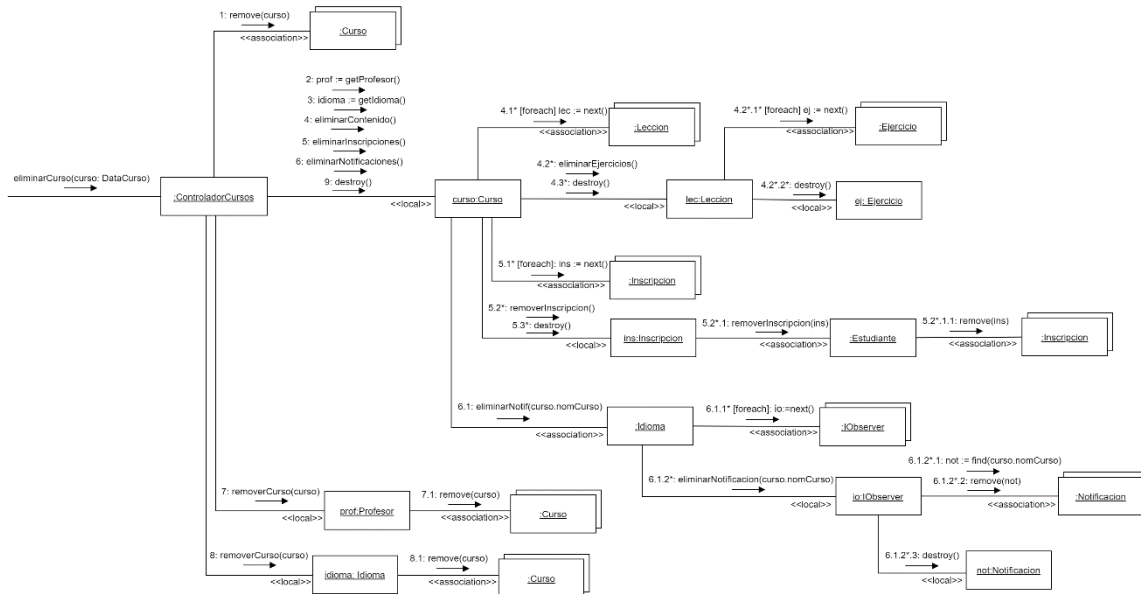 1: remove(curso)
<<association>>
:Curso
2: prof := getProfesor()
3: idioma := getIdioma()
4: eliminarContenido()
5: eliminarInscripciones()
6: eliminarNotificaciones()
9: destroy()
<<local>>
eliminarCurso(curso: DataCurso)
:ControladorCursos
curso:Curso
4.1* [foreach] lec := next()
<<association>>
:Leccion
4.2*: eliminarEjercicios()
4.3*: destroy()
<<local>>
lec:Leccion
4.2*.1* [foreach] ej := next()
<<association>>
:Ejercicio
4.2*.2*: destroy()
<<local>>
ej: Ejercicio
5.1* [foreach]: ins := next()
<<association>>
:Inscripcion
5.2*: removerInscripcion()
5.3*: destroy()
<<local>>
ins:Inscripcion
5.2*.1: removerInscripcion(ins)
<<association>>
:Estudiante
5.2*.1.1: remove(ins)
<<association>>
:Inscripcion
6.1: eliminarNotif(curso.nomCurso)
<<association>>
:Idioma
6.1.1* [foreach]: io:=next()
<<association>>
:IObserver
6.1.2*: eliminarNotificacion(curso.nomCurso)
<<local>>
io:IObserver
6.1.2*.1: not := find(curso.nomCurso)
6.1.2*.2: remove(not)
<<association>>
:Notificacion
6.1.2*.3: destroy()
<<local>>
not:Notificacion
7: removerCurso(curso)
<<local>>
prof:Profesor
7.1: remove(curso)
<<association>>
:Curso
8: removerCurso(curso)
<<local>>
idioma: Idioma
8.1: remove(curso)
<<association>>
:Curso